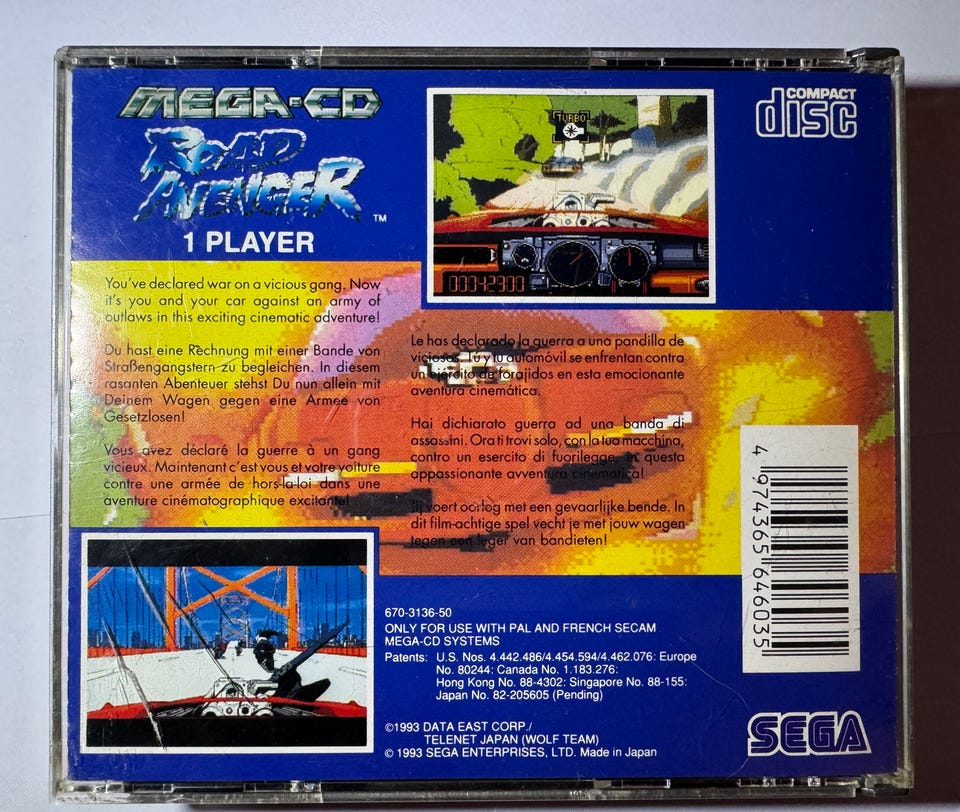 MEGA-CD
ROAD
AVENGER™
1 PLAYER
TURBO
00042300
COMPACT
disc
You've declared war on a vicious gang. Now
it's you and your car against an army of
outlaws in this exciting cinematic adventure!
Du hast eine Rechnung mit einer Bande von
Straßengangstern zu begleichen. In diesem
rasanten Abenteuer stehst Du nun allein mit
Deinem Wagen gegen eine Armee von
Gesetzlosen!
Vous avez déclaré la guerre à un gang
vicieux. Maintenant c'est vous et votre voiture
contre une armée de hors-la-loi dans une
aventure cinématographique excitante!
Le has declarado la guerra a una pandilla de
viciosos. Tú y tu automóvil se enfrentan contra
un ejército de forajidos en esta emocionante
aventura cinemática.
Hai dichiarato guerra ad una banda di
assassini. Ora ti trovi solo, con la tua macchina,
contro un esercito di fuorilegge, in questa
appassionante avventura cinematica!
Jij voert oorlog met een gevaarlijke bende. In
dit film-achtige spel vecht je met jouw wagen
tegen een leger van bandieten!
4 974365 646035
670-3136-50
ONLY FOR USE WITH PAL AND FRENCH SECAM
MEGA-CD SYSTEMS
Patents: U.S. Nos. 4.442.486/4.454.594/4.462.076: Europe
No. 80244: Canada No. 1.183.276:
Hong Kong No. 88-4302: Singapore No. 88-155:
Japan No. 82-205605 (Pending)
©1993 DATA EAST CORP./
TELENET JAPAN (WOLF TEAM)
© 1993 SEGA ENTERPRISES, LTD. Made in Japan
SEGA